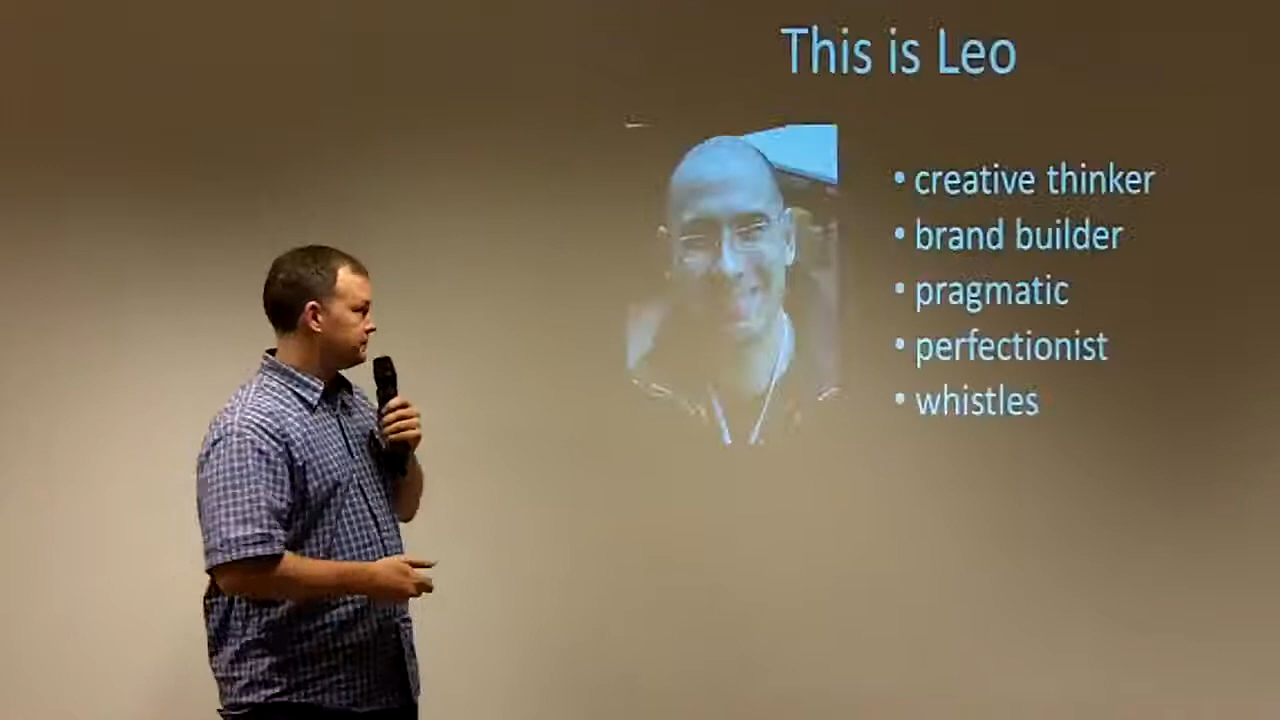 This is Leo
• creative thinker
• brand builder
• pragmatic
• perfectionist
• whistles